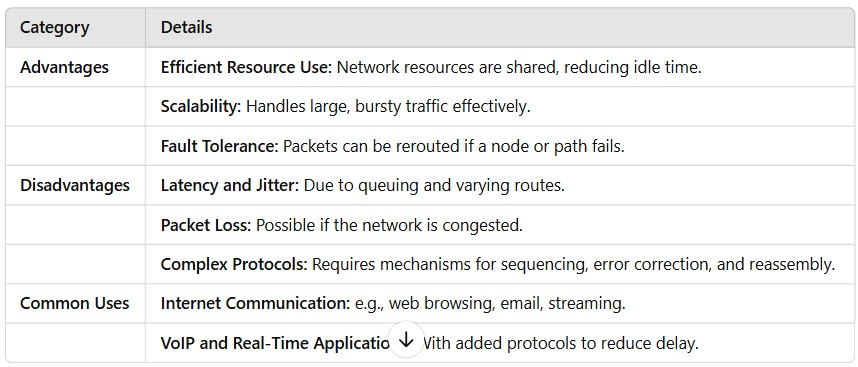 Category Details
Advantages Efficient Resource Use: Network resources are shared, reducing idle time.
Scalability: Handles large, bursty traffic effectively.
Fault Tolerance: Packets can be rerouted if a node or path fails.
Disadvantages Latency and Jitter: Due to queuing and varying routes.
Packet Loss: Possible if the network is congested.
Complex Protocols: Requires mechanisms for sequencing, error correction, and reassembly.
Common Uses Internet Communication: e.g., web browsing, email, streaming.
VoIP and Real-Time Applicatio With added protocols to reduce delay.